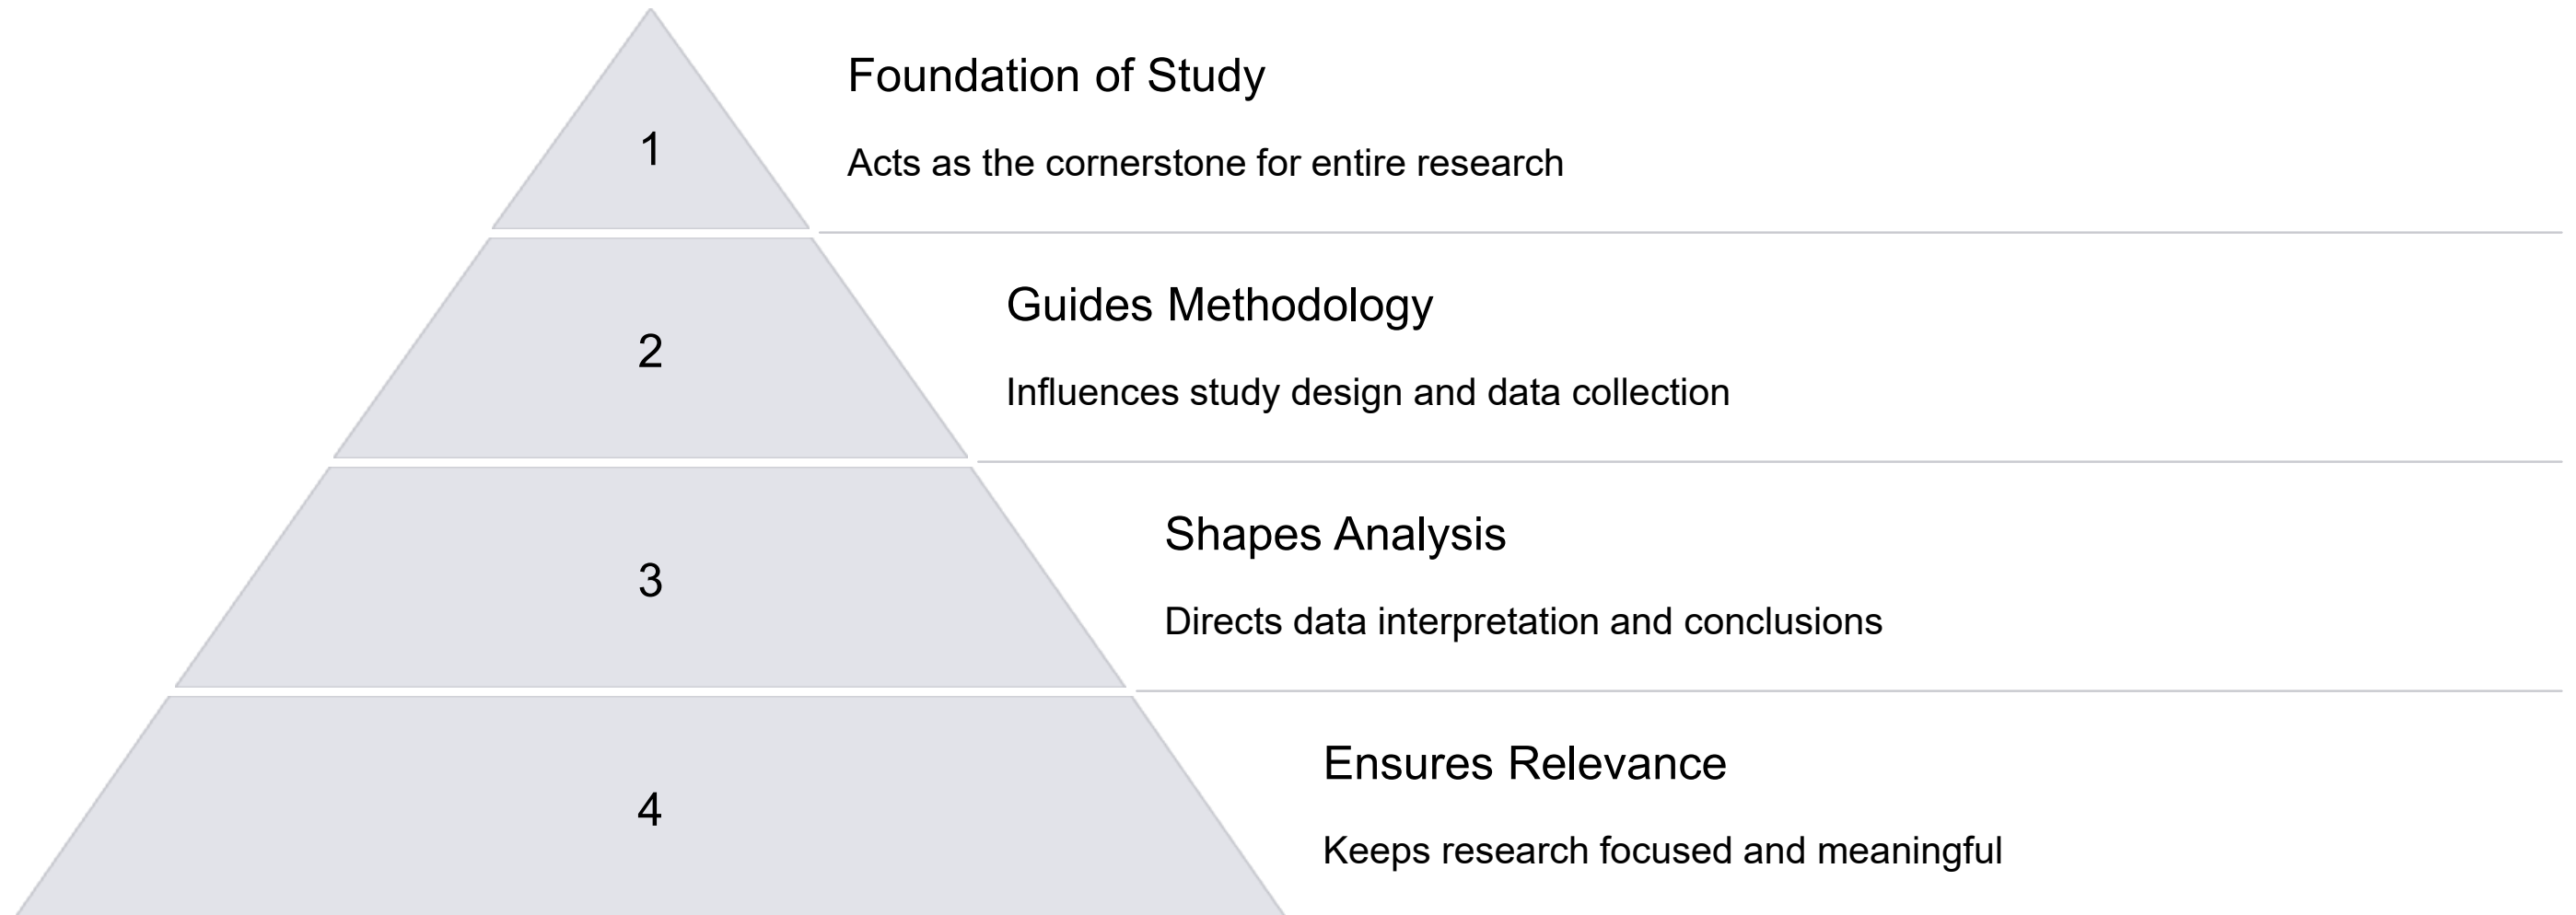 1
Foundation of Study
Acts as the cornerstone for entire research
2
Guides Methodology
Influences study design and data collection
3
Shapes Analysis
Directs data interpretation and conclusions
4
Ensures Relevance
Keeps research focused and meaningful